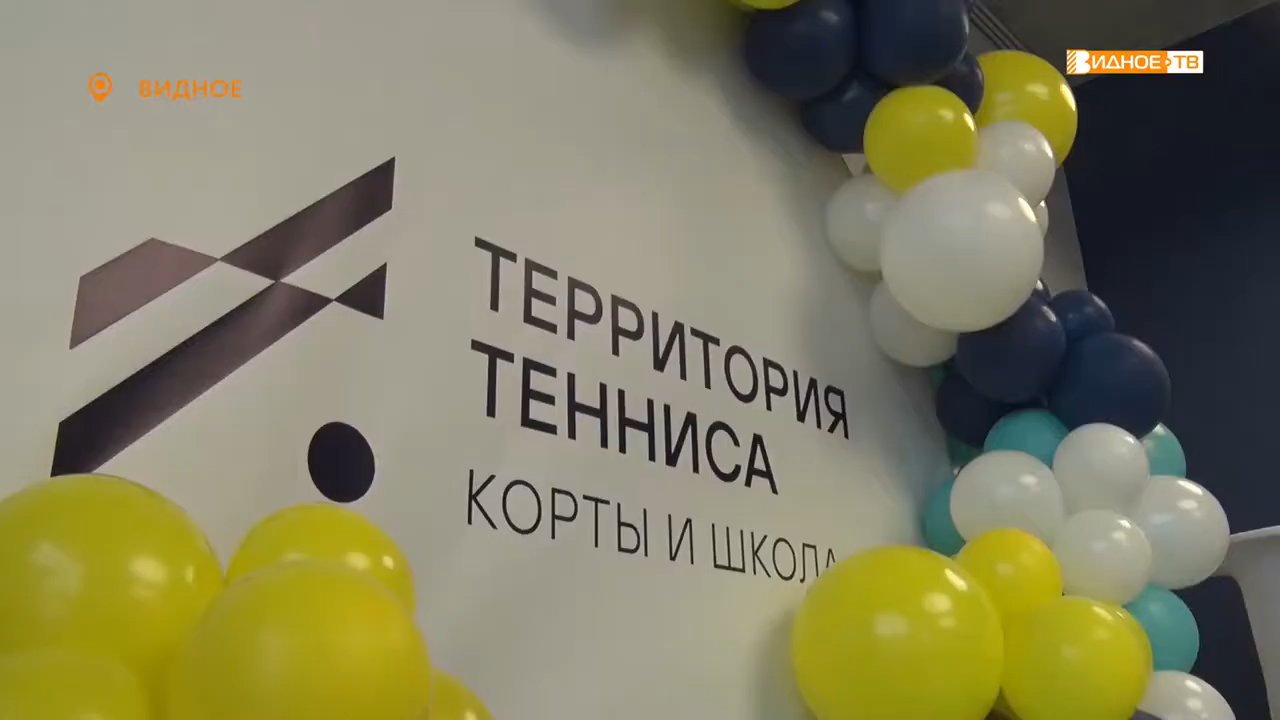 ВИДНОЕ
ВИДНОЕ ТВ
ТЕРРИТОРИЯ
ТЕННИСА
КОРТЫ И ШКОЛА